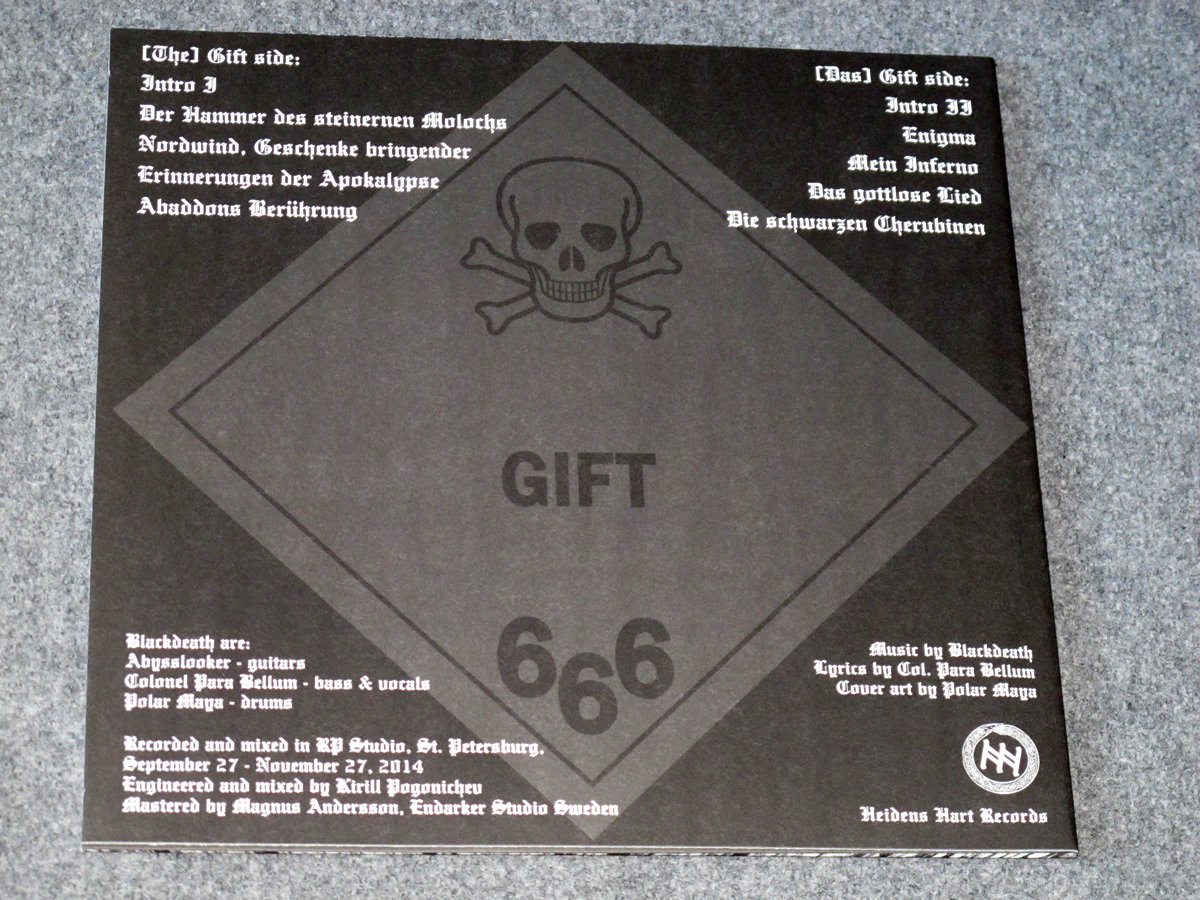 [The] Gift side:
Intro I
Der Hammer des steinernen Molochs
Nordwind, Geschenke bringender
Erinnerungen der Apokalypse
Abaddons Berührung
[Das] Gift side:
Intro II
Enigma
Mein Inferno
Das gottlose Lied
Die schwarzen Cherubinen
GIFT
666
Blackdeath are:
Abysslooker - guitars
Colonel Para Bellum - bass & vocals
Polar Maya - drums
Recorded and mixed in RP Studio, St. Petersburg,
September 27 - November 27, 2014
Engineered and mixed by Kirill Pogonichev
Mastered by Magnus Andersson, Endarker Studio Sweden
Music by Blackdeath
Lyrics by Col. Para Bellum
Cover art by Polar Maya
Heidens Hart Records